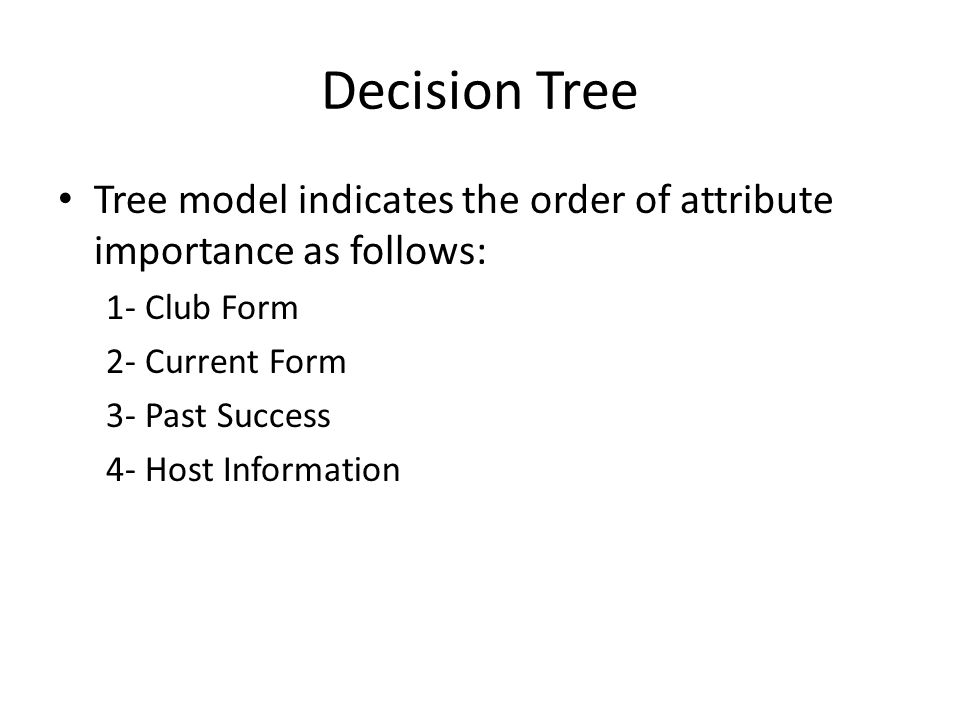 Decision Tree
• Tree model indicates the order of attribute
importance as follows:
1- Club Form
2- Current Form
3- Past Success
4- Host Information